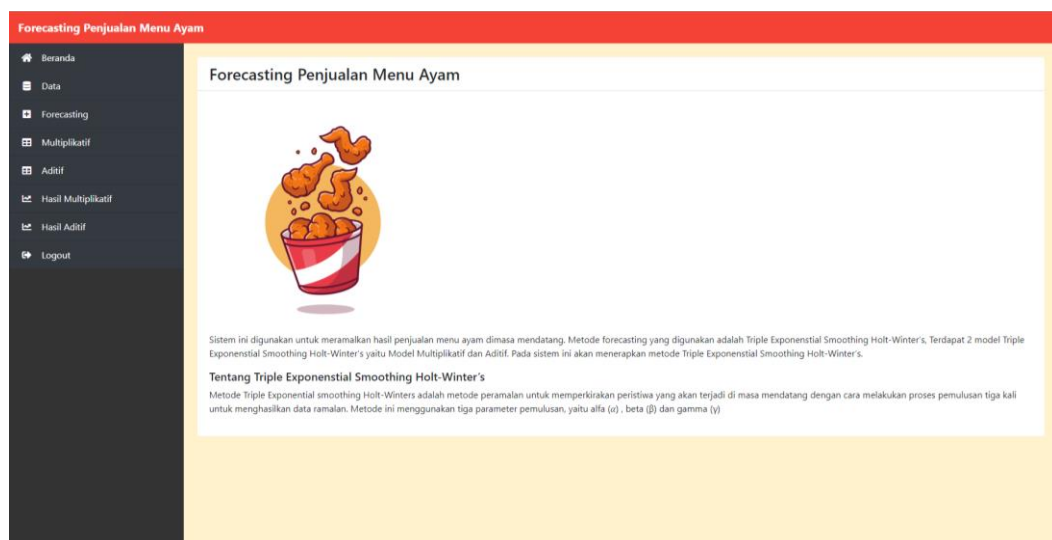 Forecasting Penjualan Menu Ayam
Beranda
Data
Forecasting
Multiplikatif
Aditif
Hasil Multiplikatif
Hasil Aditif
Logout
Forecasting Penjualan Menu Ayam
Sistem ini digunakan untuk meramalkan hasil penjualan menu ayam dimasa mendatang. Metode forecasting yang digunakan adalah Triple Exponenstial Smoothing Holt-Winter's, Terdapat 2 model Triple
Exponenstial Smoothing Holt-Winter's yaitu Model Multiplikatif dan Aditif. Pada sistem ini akan menerapkan metode Triple Exponenstial Smoothing Holt-Winter's.
Tentang Triple Exponenstial Smoothing Holt-Winter's
Metode Triple Exponential smoothing Holt-Winters adalah metode peramalan untuk memperkirakan peristiwa yang akan terjadi di masa mendatang dengan cara melakukan proses pemulusan tiga kali
untuk menghasilkan data ramalan. Metode ini menggunakan tiga parameter pemulusan, yaitu alfa (α) , beta (β) dan gamma (γ)